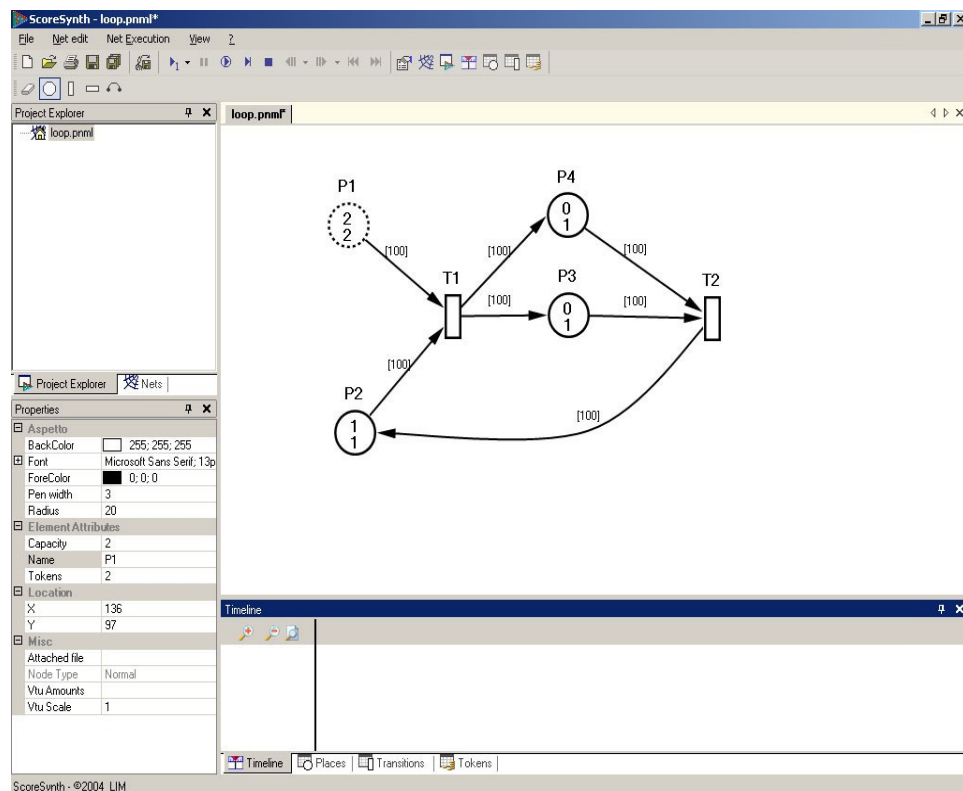 ScoreSynth - loop.pnml*
File Net edit Net Execution View ?
Project Explorer
loop.pnml
Project Explorer Nets
Properties
Aspetto
BackColor 255; 255; 255
Font Microsoft Sans Serif; 13p
ForeColor 0; 0; 0
Pen width 3
Radius 20
Element Attributes
Capacity 2
Name P1
Tokens 2
Location
X 136
Y 97
Misc
Attached file
Node Type Normal
Vtu Amounts
Vtu Scale 1
loop.pnml*
P1
2
2
[100]
P4
0
1
[100]
[100]
T1
P3
0
1
[100]
[100]
T2
[100]
P2
1
1
[100]
Timeline
Timeline Places Transitions Tokens
ScoreSynth - ©2004 LIM